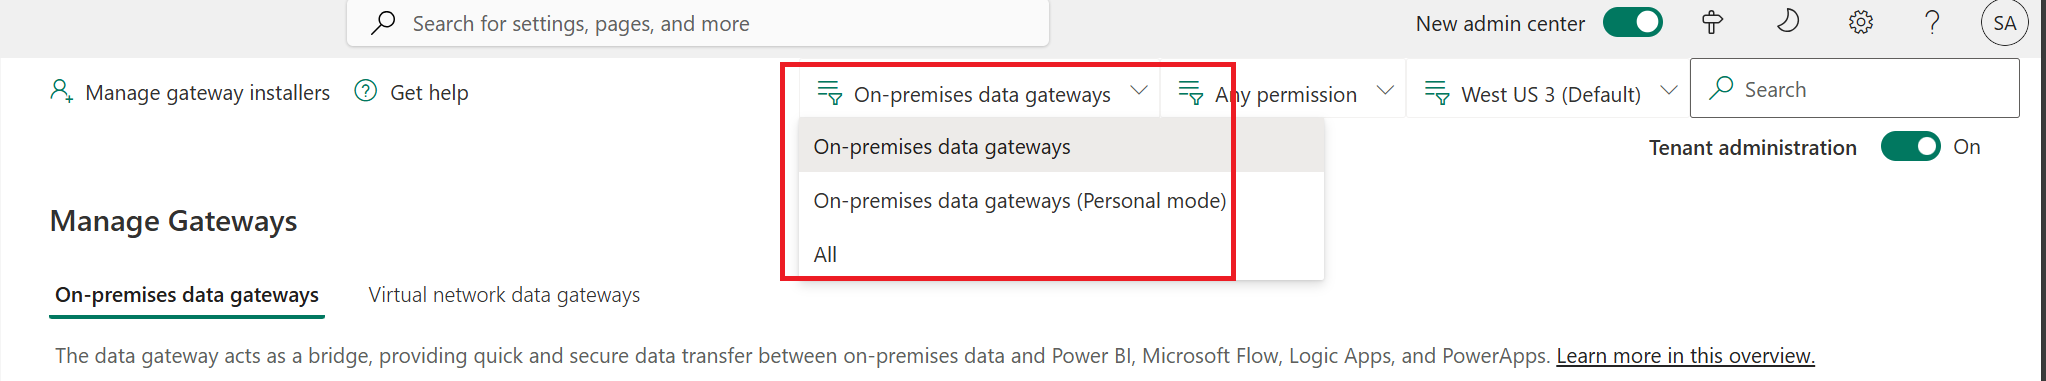 Search for settings, pages, and more
New admin center
SA
Manage gateway installers
Get help
On-premises data gateways
Any permission
West US 3 (Default)
Search
On-premises data gateways
On-premises data gateways (Personal mode)
All
Tenant administration
On
Manage Gateways
On-premises data gateways
Virtual network data gateways
The data gateway acts as a bridge, providing quick and secure data transfer between on-premises data and Power BI, Microsoft Flow, Logic Apps, and PowerApps. Learn more in this overview.